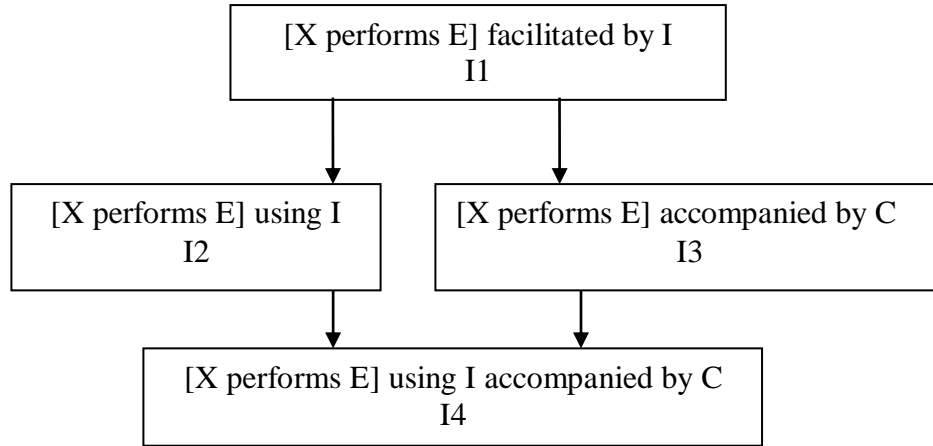 [X performs E] facilitated by I
I1
[X performs E] using I
I2
[X performs E] accompanied by C
I3
[X performs E] using I accompanied by C
I4